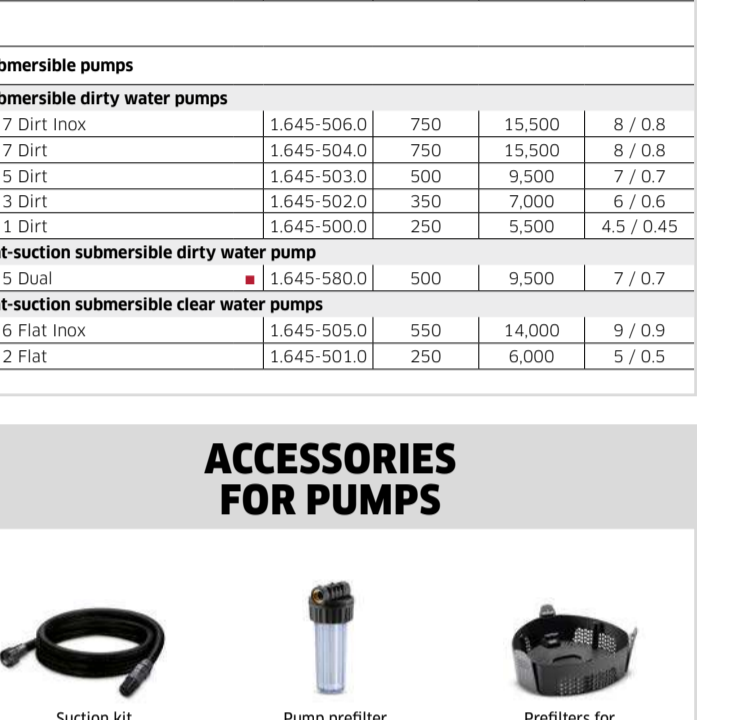 bmersible pumps
bmersible dirty water pumps
7 Dirt Inox 1.645-506.0 750 15,500 8 / 0.8
7 Dirt 1.645-504.0 750 15,500 8 / 0.8
5 Dirt 1.645-503.0 500 9,500 7 / 0.7
3 Dirt 1.645-502.0 350 7,000 6 / 0.6
1 Dirt 1.645-500.0 250 5,500 4.5 / 0.45
t-suction submersible dirty water pump
5 Dual 1.645-580.0 500 9,500 7 / 0.7
t-suction submersible clear water pumps
6 Flat Inox 1.645-505.0 550 14,000 9 / 0.9
2 Flat 1.645-501.0 250 6,000 5 / 0.5
ACCESSORIES
FOR PUMPS
Suction kit Pump prefilter Prefilters for